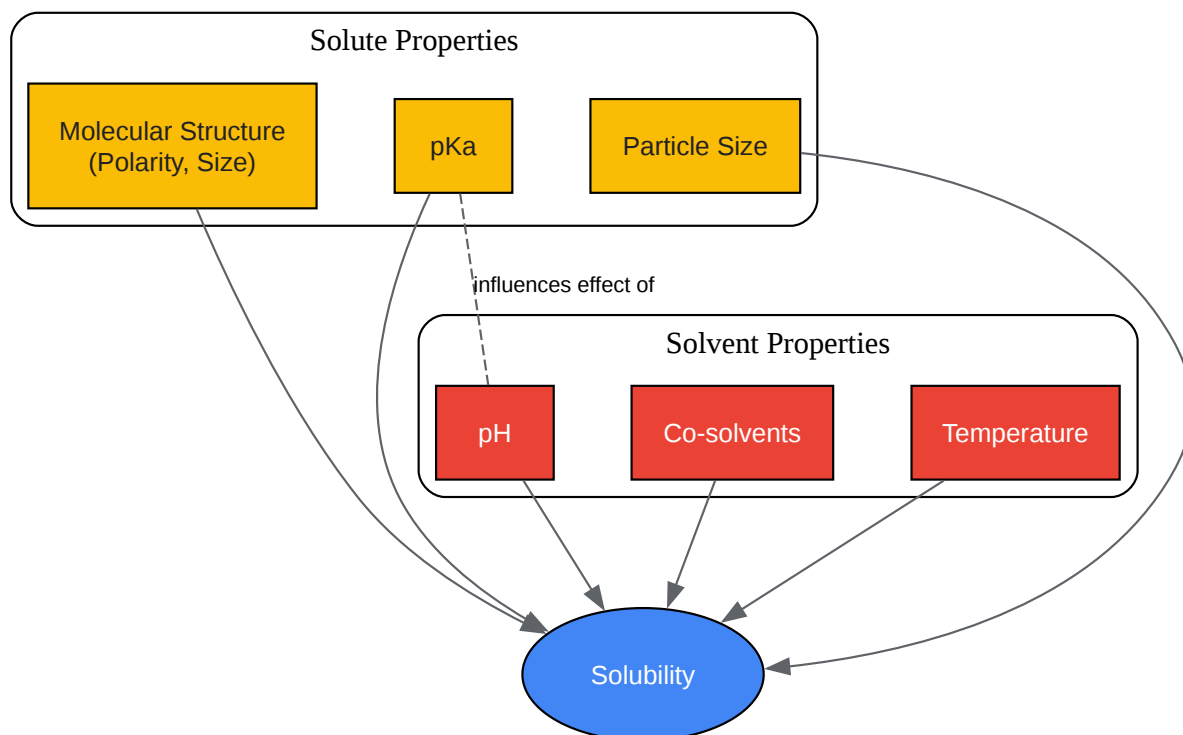 Solute Properties
Molecular Structure
(Polarity, Size)
pKa
Particle Size
influences effect of
Solvent Properties
pH
Co-solvents
Temperature
Solubility